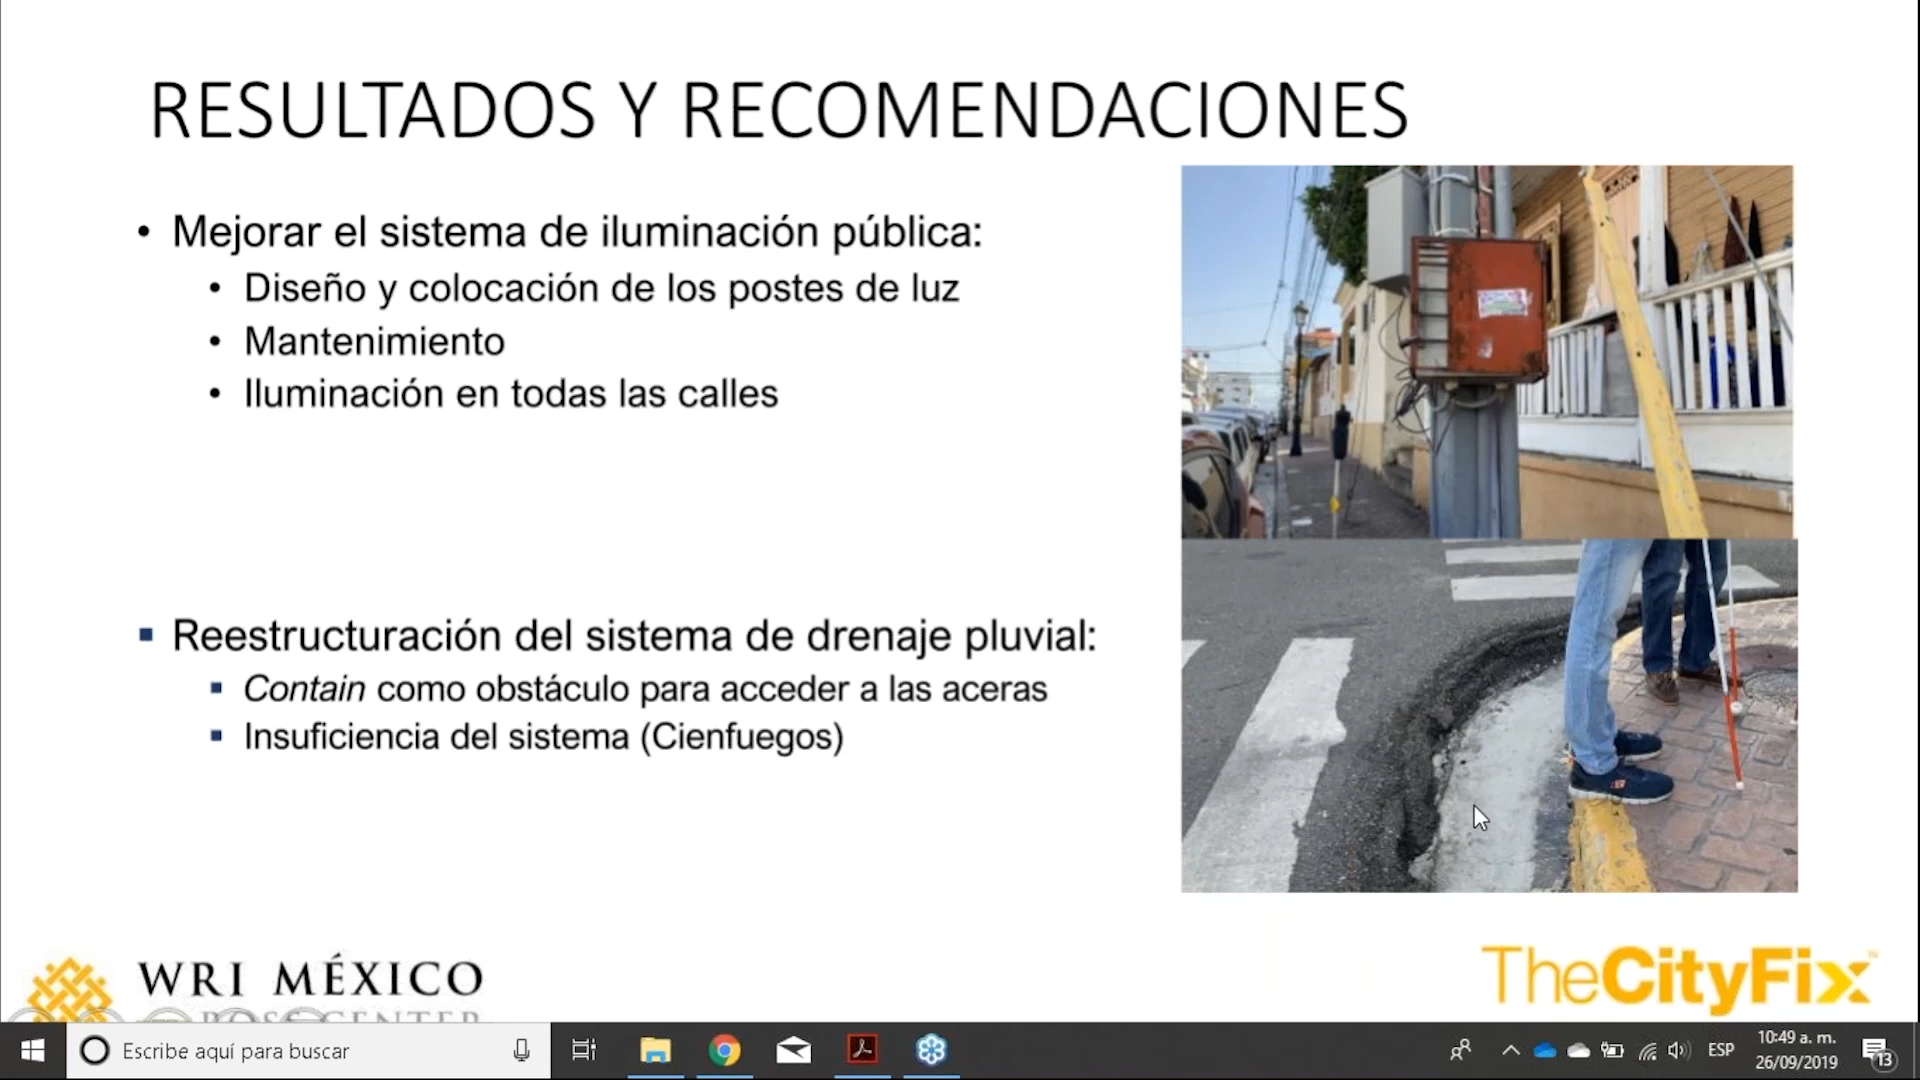 RESULTADOS Y RECOMENDACIONES
• Mejorar el sistema de iluminación pública:
• Diseño y colocación de los postes de luz
• Mantenimiento
• Iluminación en todas las calles
▪ Reestructuración del sistema de drenaje pluvial:
▪ Contain como obstáculo para acceder a las aceras
▪ Insuficiencia del sistema (Cienfuegos)
WRI MÉXICO
ROSS CENTER
TheCityFix
Escribe aquí para buscar
ESP
10:49 a. m.
26/09/2019
13